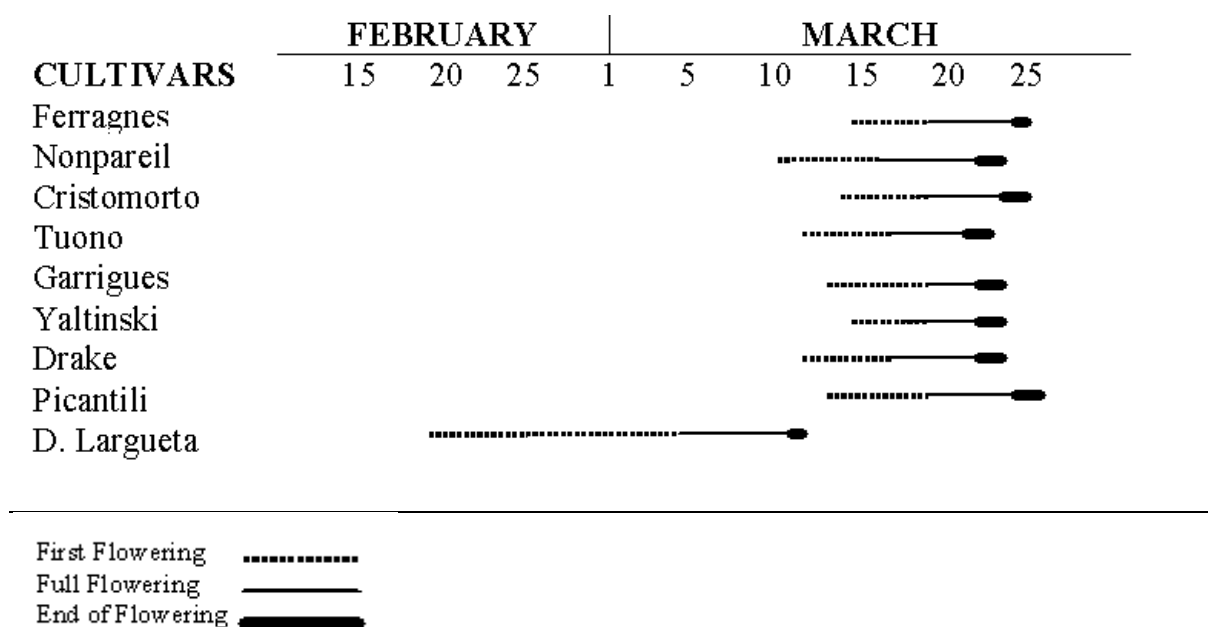 FEBRUARY MARCH
CULTIVARS 15 20 25 1 5 10 15 20 25
Ferragnes
Nonpareil
Cristomorto
Tuono
Garrigues
Yaltinski
Drake
Picantili
D. Largueta
First Flowering
Full Flowering
End of Flowering